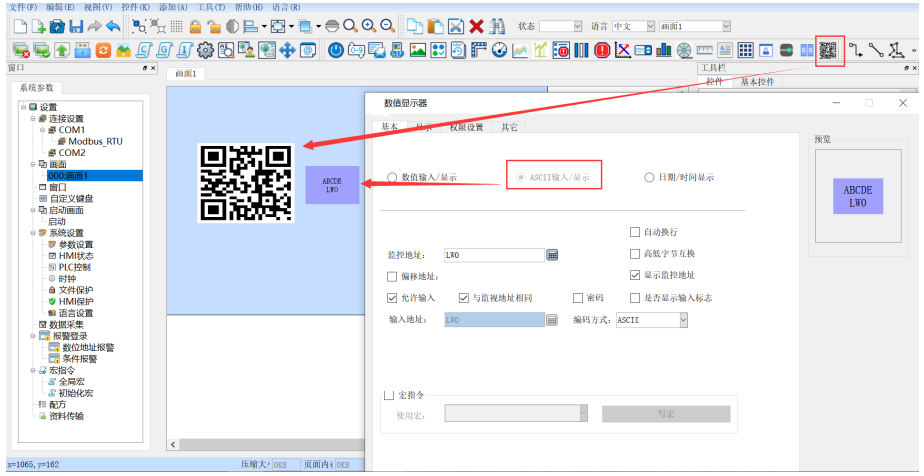 文件(F) 编辑(E) 视图(V) 控件(K) 添加(A) 工具(T) 帮助(H) 语言(R)
状态 语言 中文 画面1
窗口
系统参数
设置
连接设置
COM1
Modbus_RTU
COM2
画面
000:画面1
窗口
自定义键盘
启动画面
启动
系统设置
参数设置
HMI状态
PLC控制
时钟
文件保护
HMI保护
语言设置
数据采集
报警登录
数位地址报警
条件报警
宏指令
全局宏
初始化宏
配方
资料传输
画面1
ABCDE
LW0
工具栏
控件 基本控件
数值显示器
基本 显示 权限设置 其它
数值输入/显示 ASCII输入/显示 日期/时间显示
自动换行
监控地址: LW0 高低字节互换
偏移地址: 显示监控地址
允许输入 与监视地址相同 密码 是否显示输入标志
输入地址: LW0 编码方式: ASCII
宏指令
使用宏: 写宏
预览
ABCDE
LW0
x=1065, y=162 压缩大 0KB 页面内 0KB